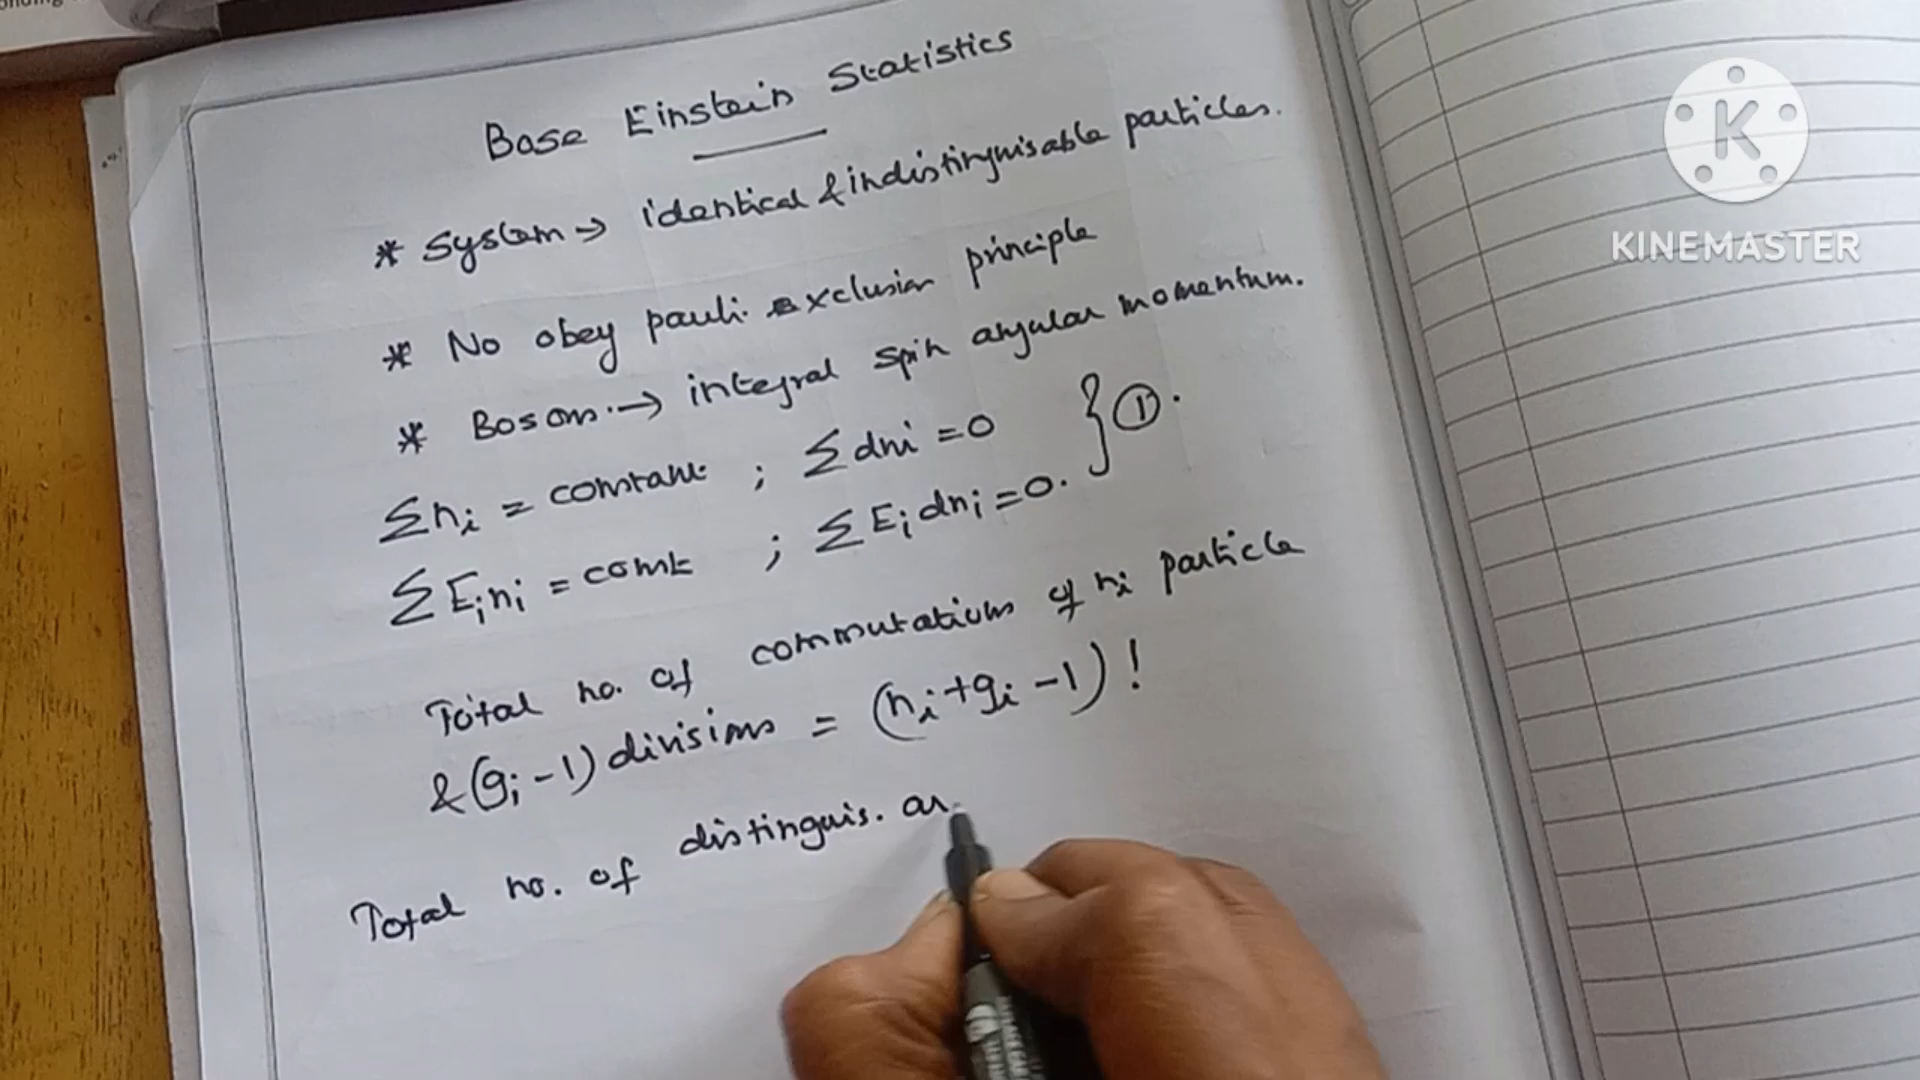 Bose Einstein Statistics
* System → identical & indistinguisable particles.
* No obey pauli exclusion principle
* Bosons. → integral spin angular momentum.
Σni = constant ; Σdni = 0 } ①.
ΣEini = const ; ΣEidni = 0.
Total no. of commutations of ni particle
& (gi - 1) divisions = (ni + gi - 1) !
Total no. of distinguis. ar
KINEMASTER